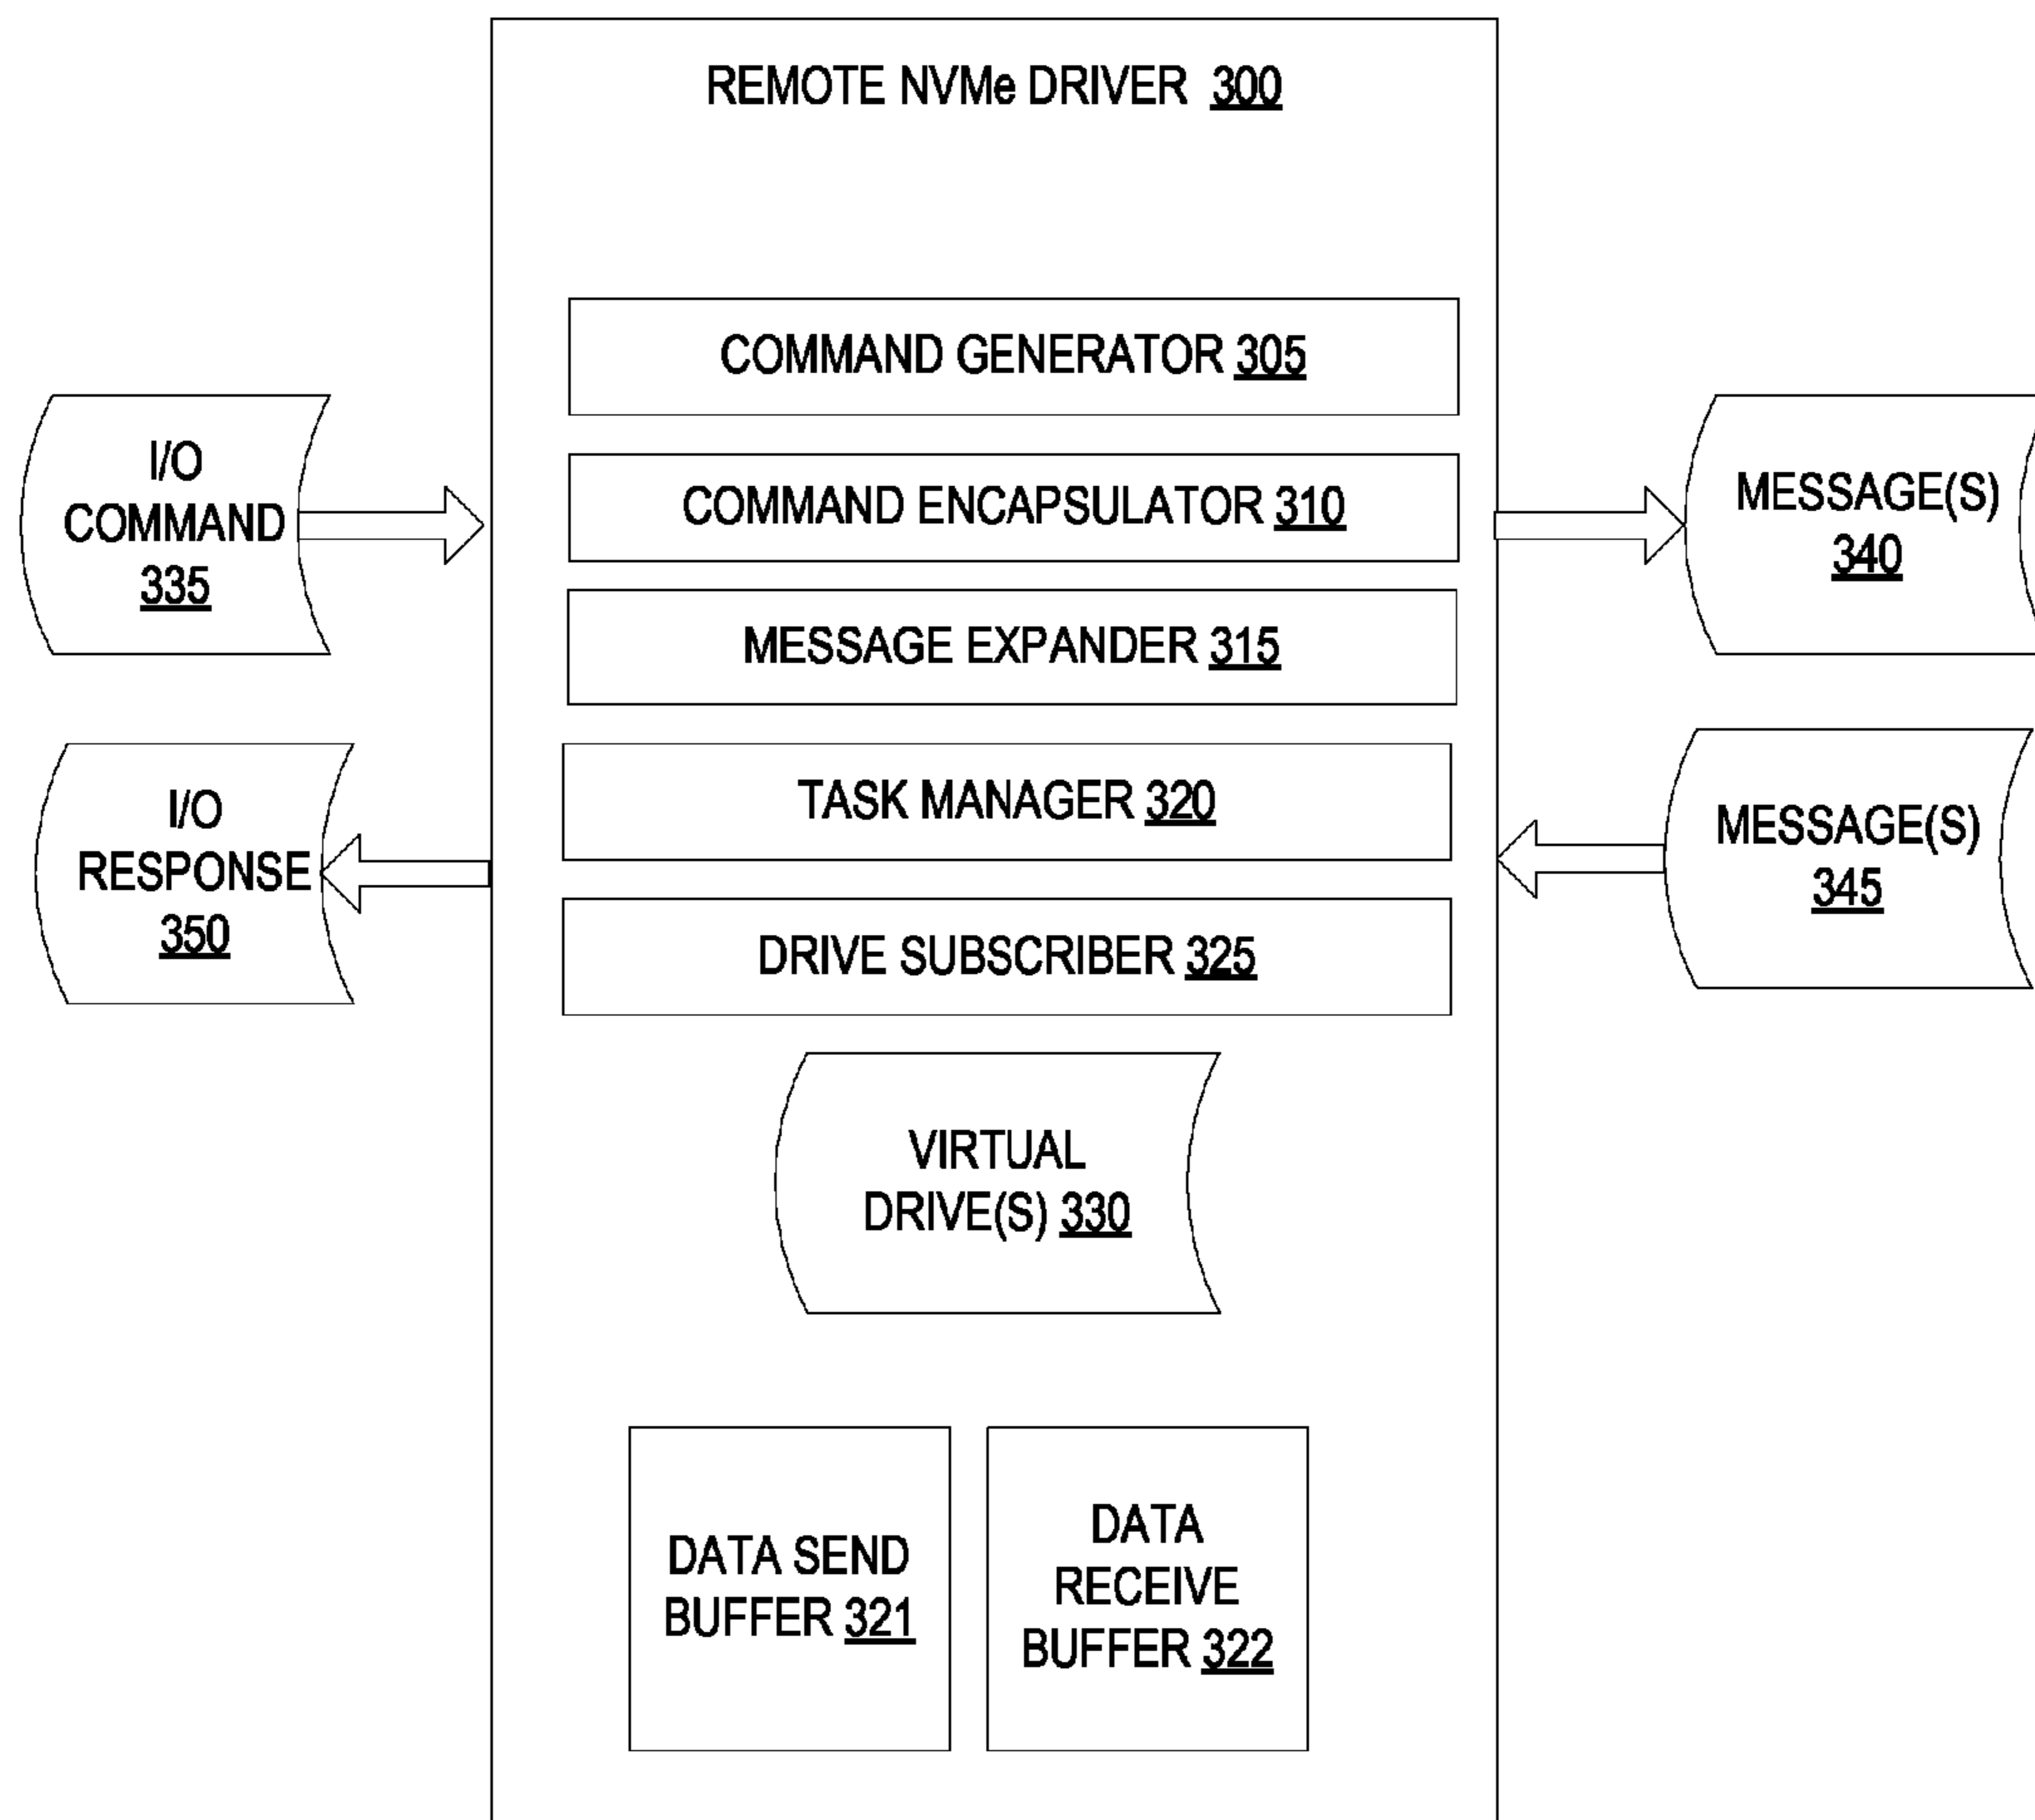 REMOTE NVMe DRIVER 300
COMMAND GENERATOR 305
COMMAND ENCAPSULATOR 310
MESSAGE EXPANDER 315
TASK MANAGER 320
DRIVE SUBSCRIBER 325
VIRTUAL
DRIVE(S) 330
DATA SEND
BUFFER 321
DATA
RECEIVE
BUFFER 322
I/O
COMMAND
335
I/O
RESPONSE
350
MESSAGE(S)
340
MESSAGE(S)
345